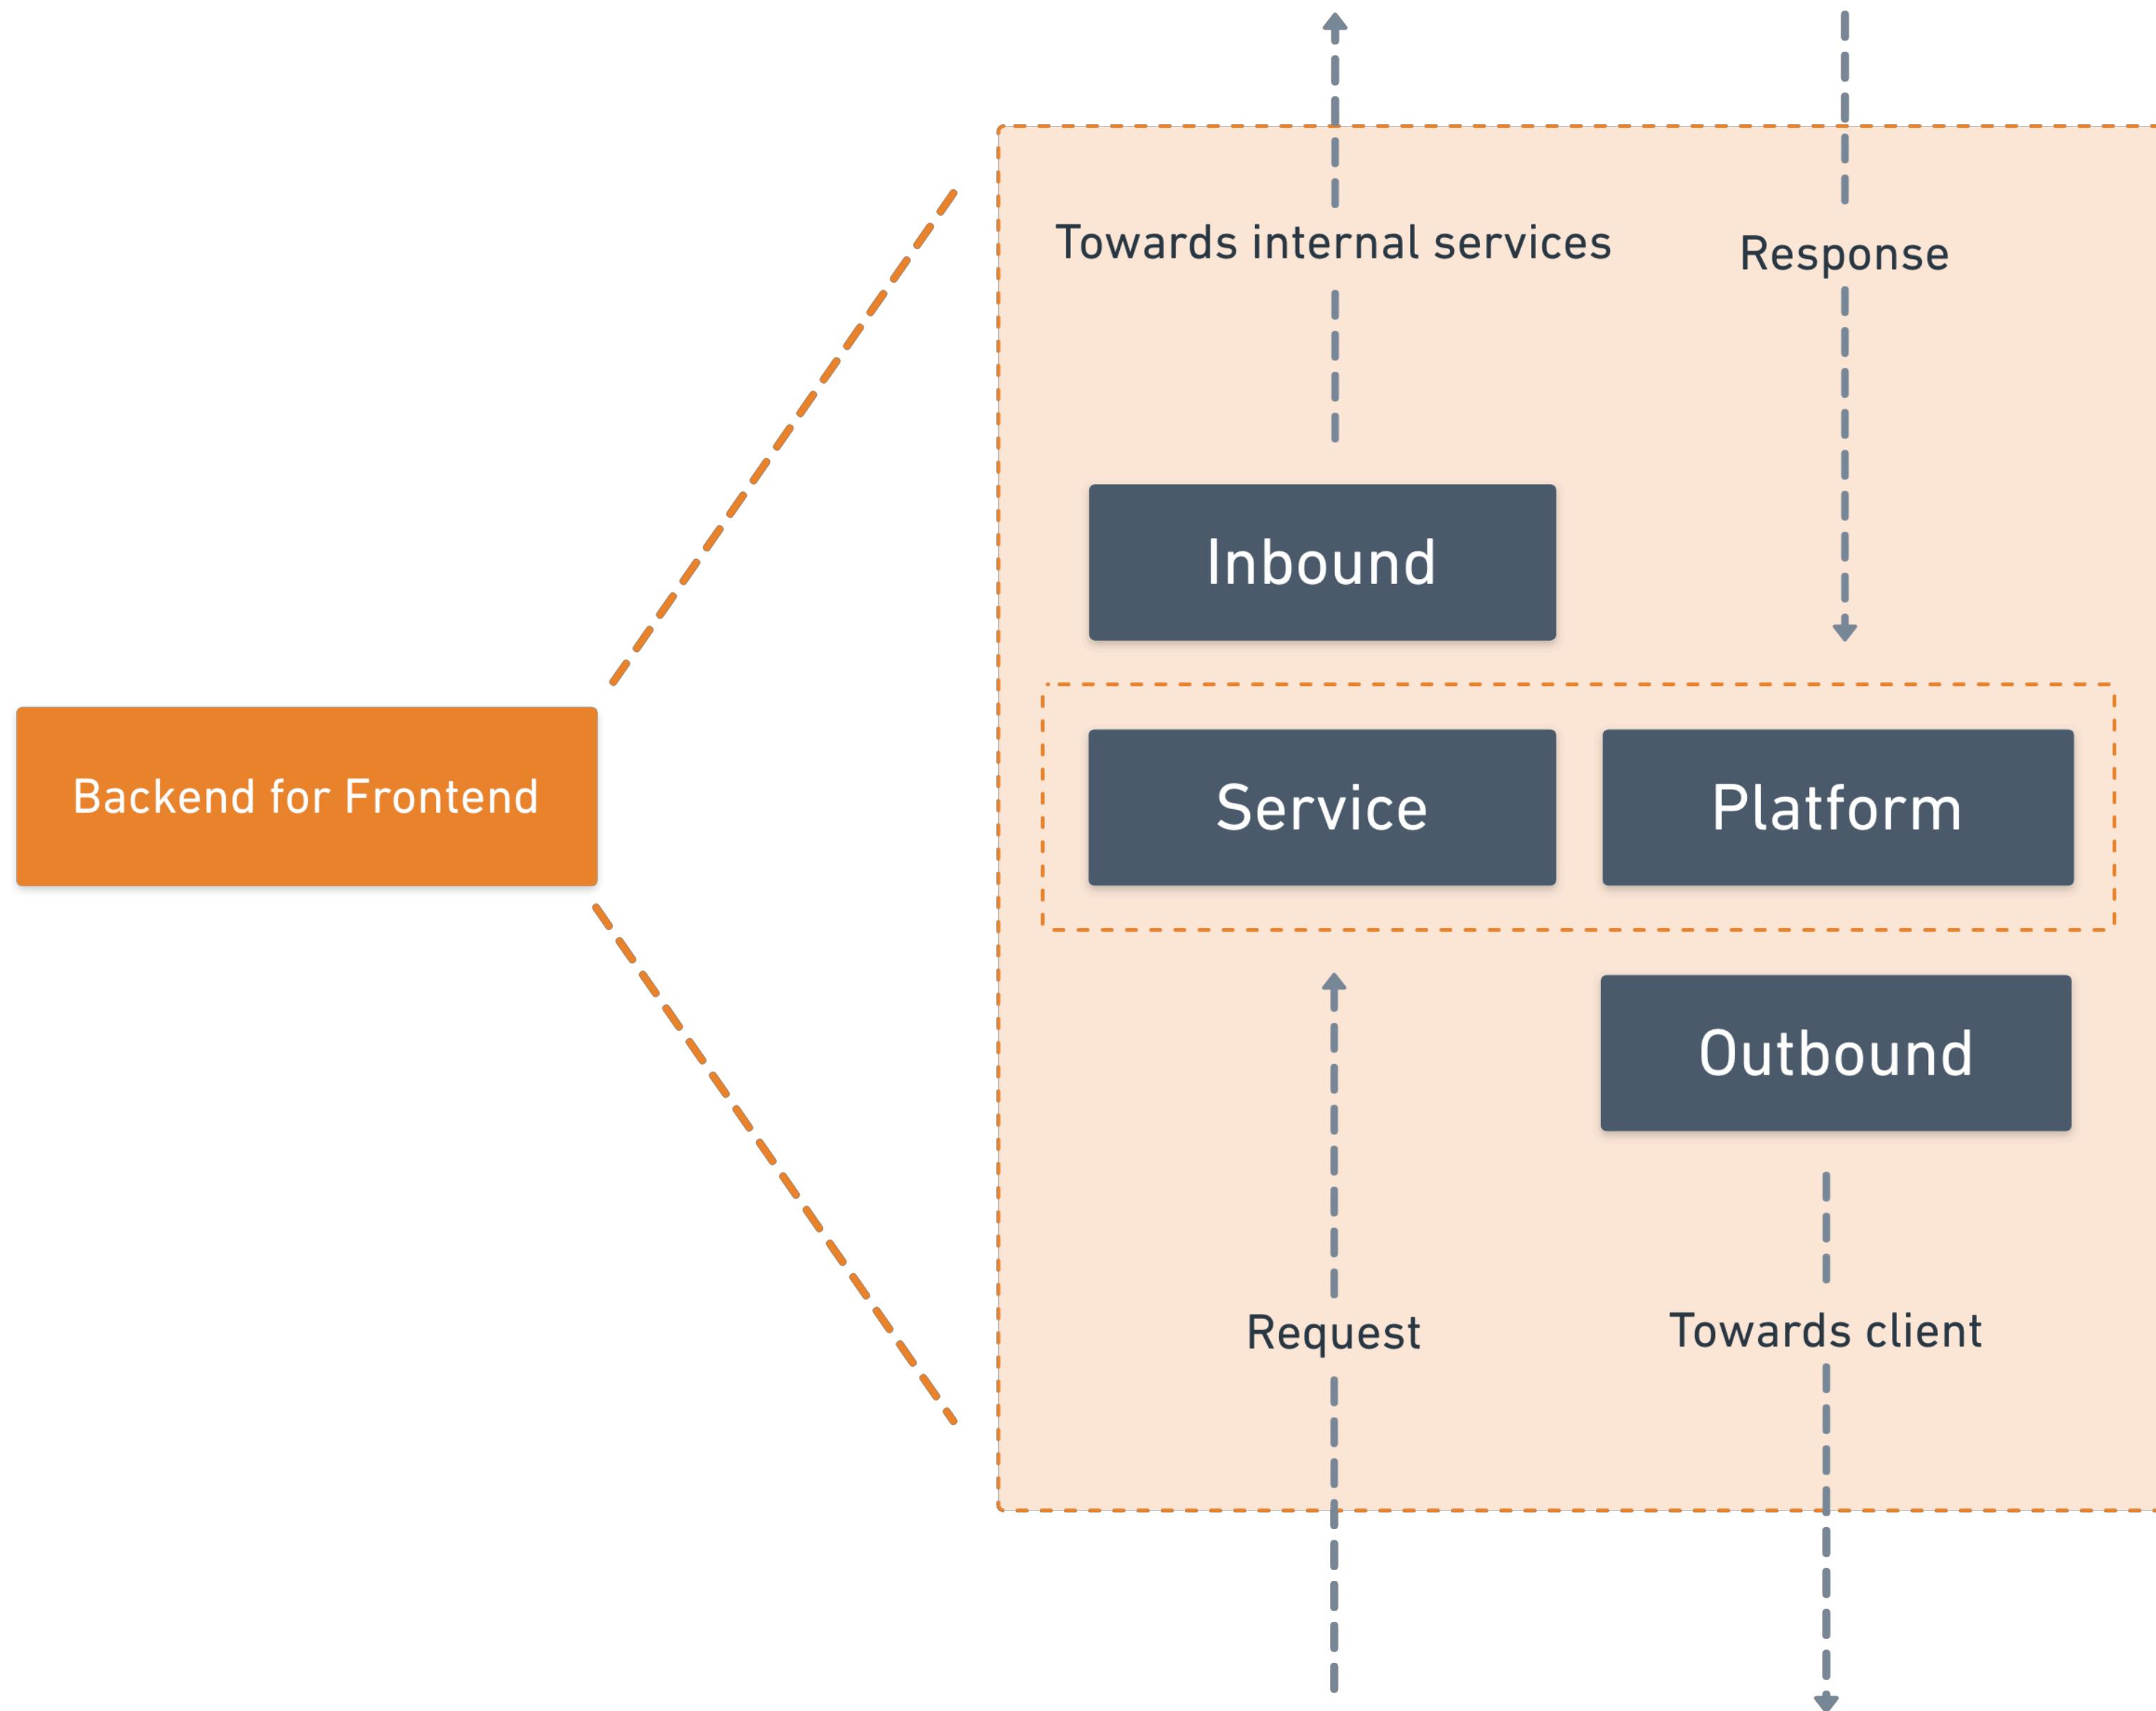 Towards internal services
Response
Inbound
Backend for Frontend
Service
Platform
Outbound
Request
Towards client